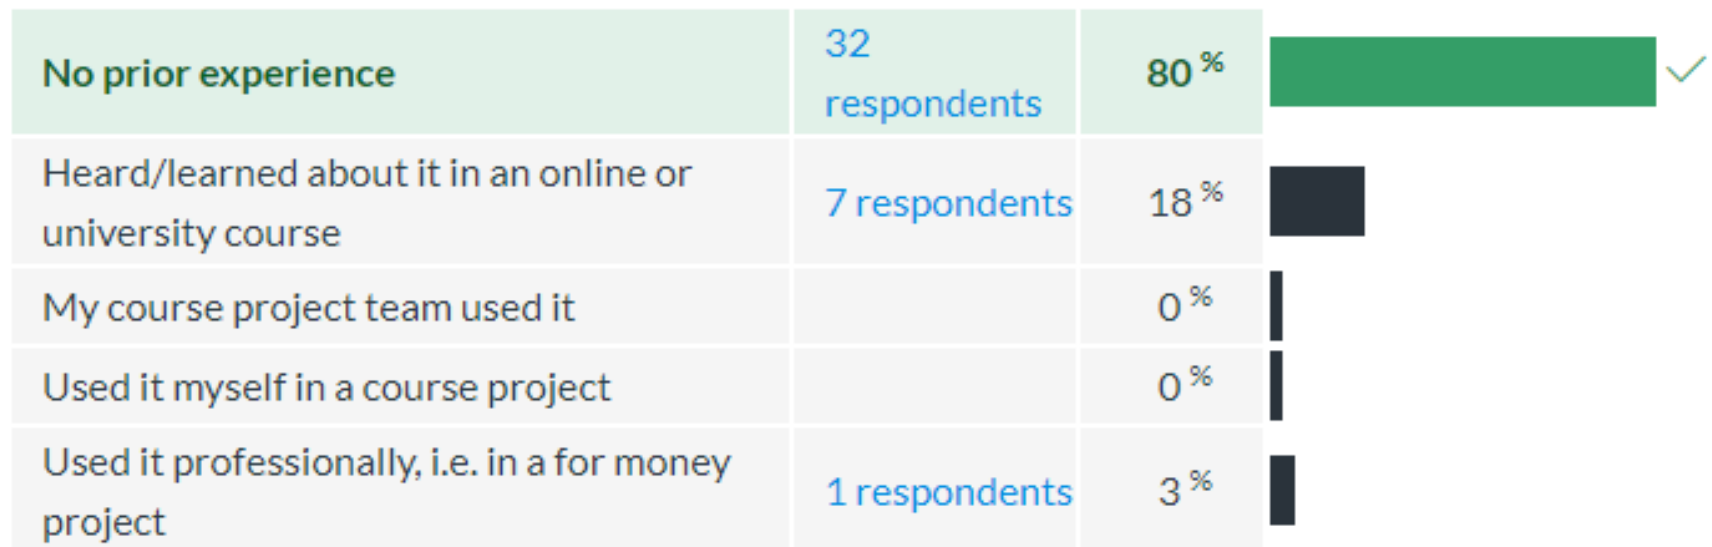 No prior experience
32
respondents
80 %
Heard/learned about it in an online or
university course
7 respondents
18 %
My course project team used it
0 %
Used it myself in a course project
0 %
Used it professionally, i.e. in a for money
project
1 respondents
3 %